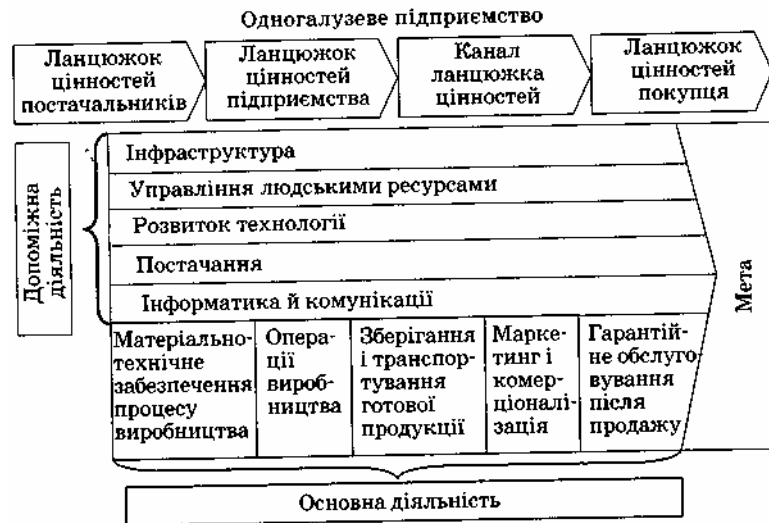 Одногалузеве підприємство
Ланцюжок
цінностей
постачальників
Ланцюжок
цінностей
підприємства
Канал
ланцюжка
цінностей
Ланцюжок
цінностей
покупця
Допоміжна
діяльність
Інфраструктура
Управління людськими ресурсами
Розвиток технології
Постачання
Інформатика й комунікації
Матеріально-
технічне
забезпечення
процесу
виробництва
Опера-
ції
вироб-
ництва
Зберігання
і транспор-
тування
готової
продукції
Марке-
тинг і
комер-
ціоналі-
зація
Гарантій-
не обслуго-
вування
після
продажу
Мета
Основна діяльність